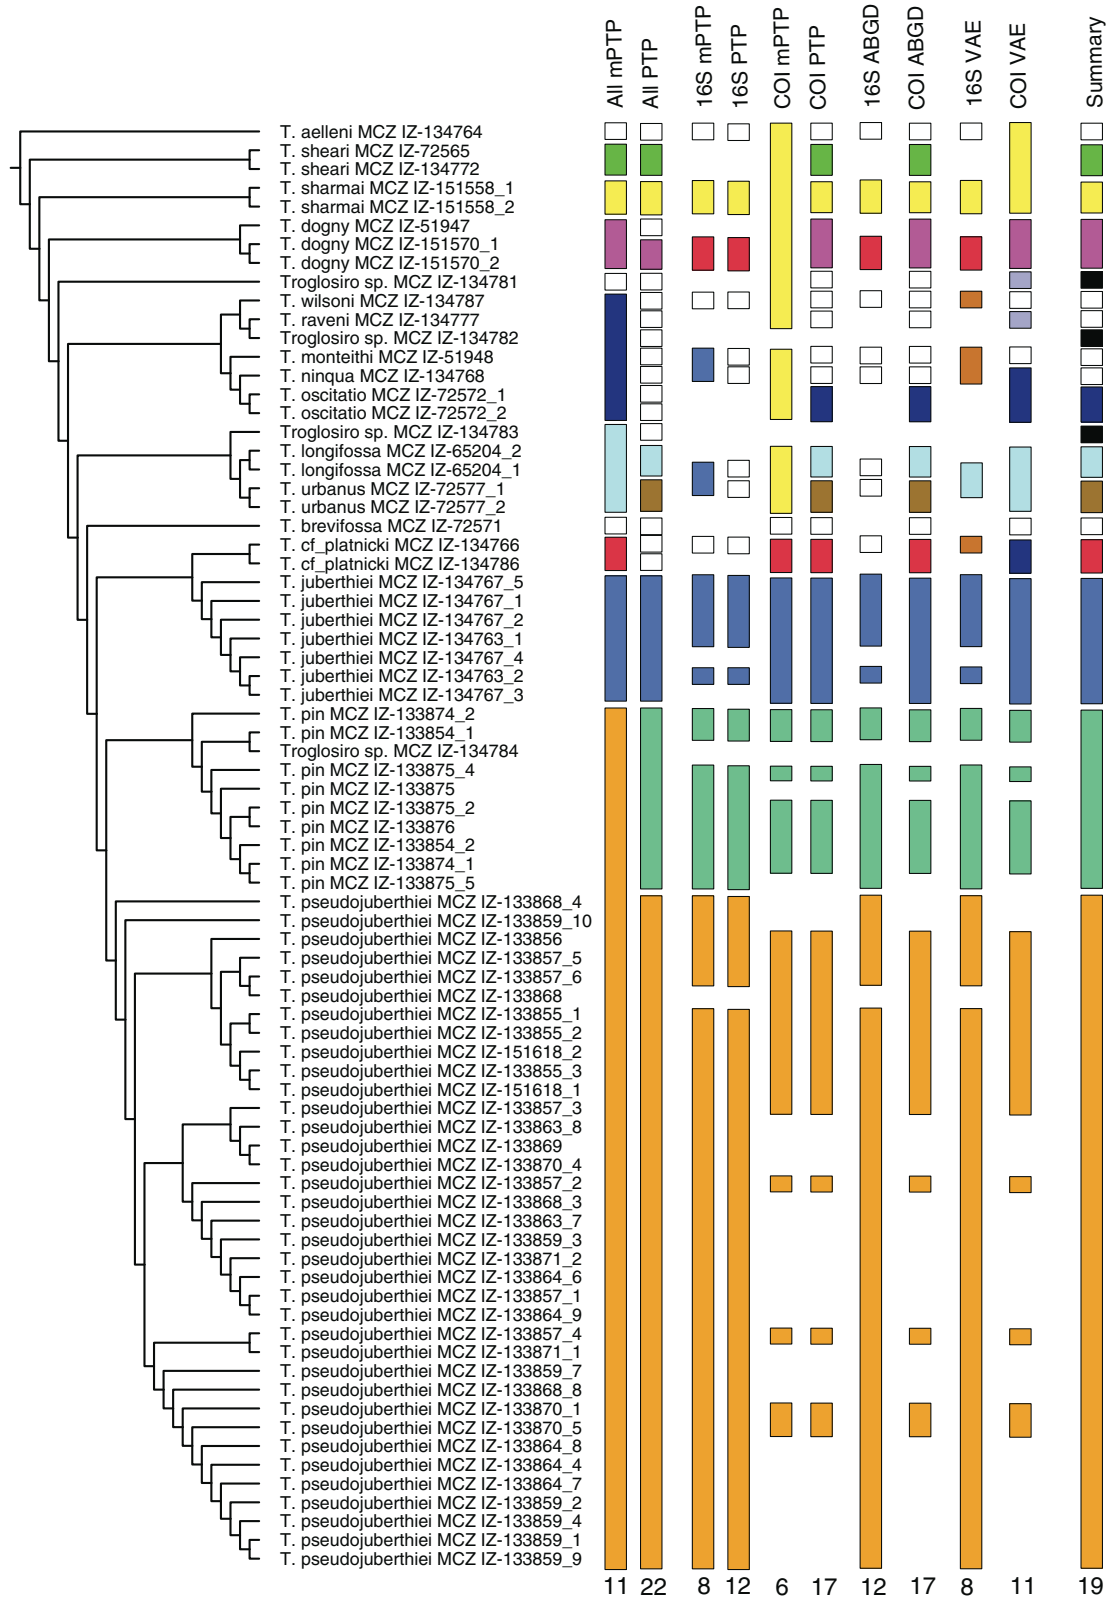 All mPTP
All PTP
16S mPTP
16S PTP
COI mPTP
COI PTP
16S ABGD
COI ABGD
16S VAE
COI VAE
Summary
T. aelleni MCZ IZ-134764
T. sheari MCZ IZ-72565
T. sheari MCZ IZ-134772
T. sharmai MCZ IZ-151558_1
T. sharmai MCZ IZ-151558_2
T. dogny MCZ IZ-51947
T. dogny MCZ IZ-151570_1
T. dogny MCZ IZ-151570_2
Troglosiro sp. MCZ IZ-134781
T. wilsoni MCZ IZ-134787
T. raveni MCZ IZ-134777
Troglosiro sp. MCZ IZ-134782
T. monteithi MCZ IZ-51948
T. ninqua MCZ IZ-134768
T. oscitatio MCZ IZ-72572_1
T. oscitatio MCZ IZ-72572_2
Troglosiro sp. MCZ IZ-134783
T. longifossa MCZ IZ-65204_2
T. longifossa MCZ IZ-65204_1
T. urbanus MCZ IZ-72577_1
T. urbanus MCZ IZ-72577_2
T. brevifossa MCZ IZ-72571
T. cf_platnicki MCZ IZ-134766
T. cf_platnicki MCZ IZ-134786
T. juberthiei MCZ IZ-134767_5
T. juberthiei MCZ IZ-134767_1
T. juberthiei MCZ IZ-134767_2
T. juberthiei MCZ IZ-134763_1
T. juberthiei MCZ IZ-134767_4
T. juberthiei MCZ IZ-134763_2
T. juberthiei MCZ IZ-134767_3
T. pin MCZ IZ-133874_2
T. pin MCZ IZ-133854_1
Troglosiro sp. MCZ IZ-134784
T. pin MCZ IZ-133875_4
T. pin MCZ IZ-133875
T. pin MCZ IZ-133875_2
T. pin MCZ IZ-133876
T. pin MCZ IZ-133854_2
T. pin MCZ IZ-133874_1
T. pin MCZ IZ-133875_5
T. pseudojuberthiei MCZ IZ-133868_4
T. pseudojuberthiei MCZ IZ-133859_10
T. pseudojuberthiei MCZ IZ-133856
T. pseudojuberthiei MCZ IZ-133857_5
T. pseudojuberthiei MCZ IZ-133857_6
T. pseudojuberthiei MCZ IZ-133868
T. pseudojuberthiei MCZ IZ-133855_1
T. pseudojuberthiei MCZ IZ-133855_2
T. pseudojuberthiei MCZ IZ-151618_2
T. pseudojuberthiei MCZ IZ-133855_3
T. pseudojuberthiei MCZ IZ-151618_1
T. pseudojuberthiei MCZ IZ-133857_3
T. pseudojuberthiei MCZ IZ-133863_8
T. pseudojuberthiei MCZ IZ-133869
T. pseudojuberthiei MCZ IZ-133870_4
T. pseudojuberthiei MCZ IZ-133857_2
T. pseudojuberthiei MCZ IZ-133868_3
T. pseudojuberthiei MCZ IZ-133863_7
T. pseudojuberthiei MCZ IZ-133859_3
T. pseudojuberthiei MCZ IZ-133871_2
T. pseudojuberthiei MCZ IZ-133864_6
T. pseudojuberthiei MCZ IZ-133857_1
T. pseudojuberthiei MCZ IZ-133864_9
T. pseudojuberthiei MCZ IZ-133857_4
T. pseudojuberthiei MCZ IZ-133871_1
T. pseudojuberthiei MCZ IZ-133859_7
T. pseudojuberthiei MCZ IZ-133868_8
T. pseudojuberthiei MCZ IZ-133870_1
T. pseudojuberthiei MCZ IZ-133870_5
T. pseudojuberthiei MCZ IZ-133864_8
T. pseudojuberthiei MCZ IZ-133864_4
T. pseudojuberthiei MCZ IZ-133864_7
T. pseudojuberthiei MCZ IZ-133859_2
T. pseudojuberthiei MCZ IZ-133859_4
T. pseudojuberthiei MCZ IZ-133859_1
T. pseudojuberthiei MCZ IZ-133859_9
11 22 8 12 6 17 12 17 8 11 19